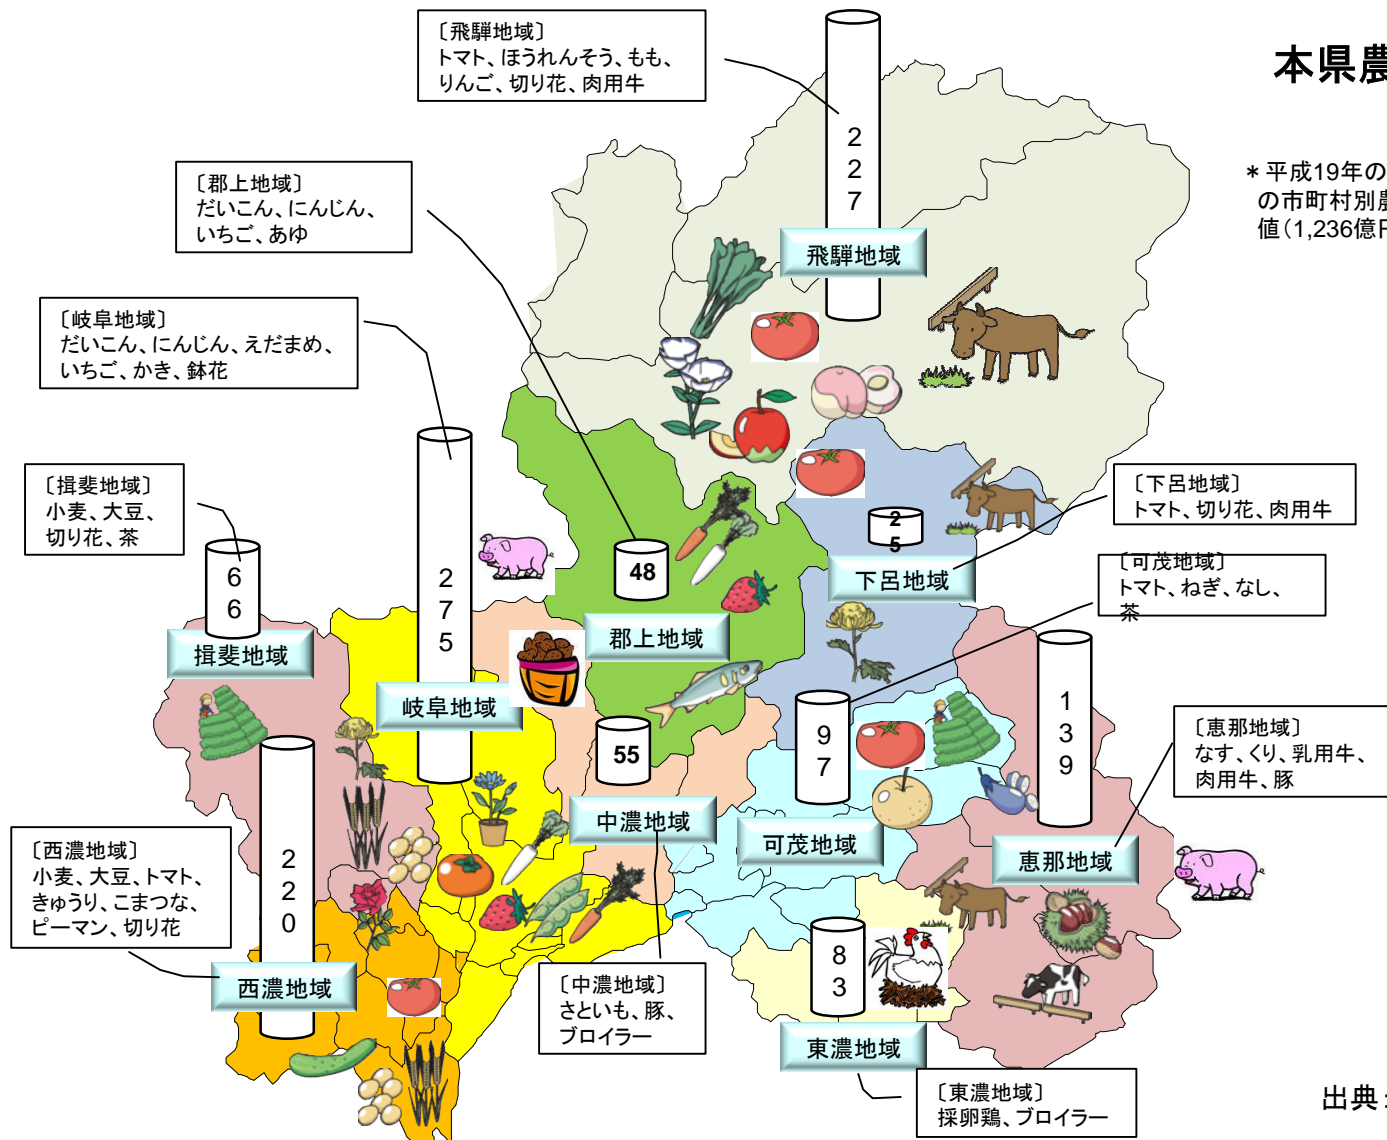 本県農
＊平成19年の
の市町村別農
値（1,236億円
〔飛騨地域〕
トマト、ほうれんそう、もも、
りんご、切り花、肉用牛
227
飛騨地域
〔郡上地域〕
だいこん、にんじん、
いちご、あゆ
48
郡上地域
〔岐阜地域〕
だいこん、にんじん、えだまめ、
いちご、かき、鉢花
275
岐阜地域
〔揖斐地域〕
小麦、大豆、
切り花、茶
66
揖斐地域
〔下呂地域〕
トマト、切り花、肉用牛
25
下呂地域
〔可茂地域〕
トマト、ねぎ、なし、
茶
97
可茂地域
〔恵那地域〕
なす、くり、乳用牛、
肉用牛、豚
139
恵那地域
55
中濃地域
〔中濃地域〕
さといも、豚、
ブロイラー
〔西濃地域〕
小麦、大豆、トマト、
きゅうり、こまつな、
ピーマン、切り花
220
西濃地域
83
東濃地域
〔東濃地域〕
採卵鶏、ブロイラー
出典：